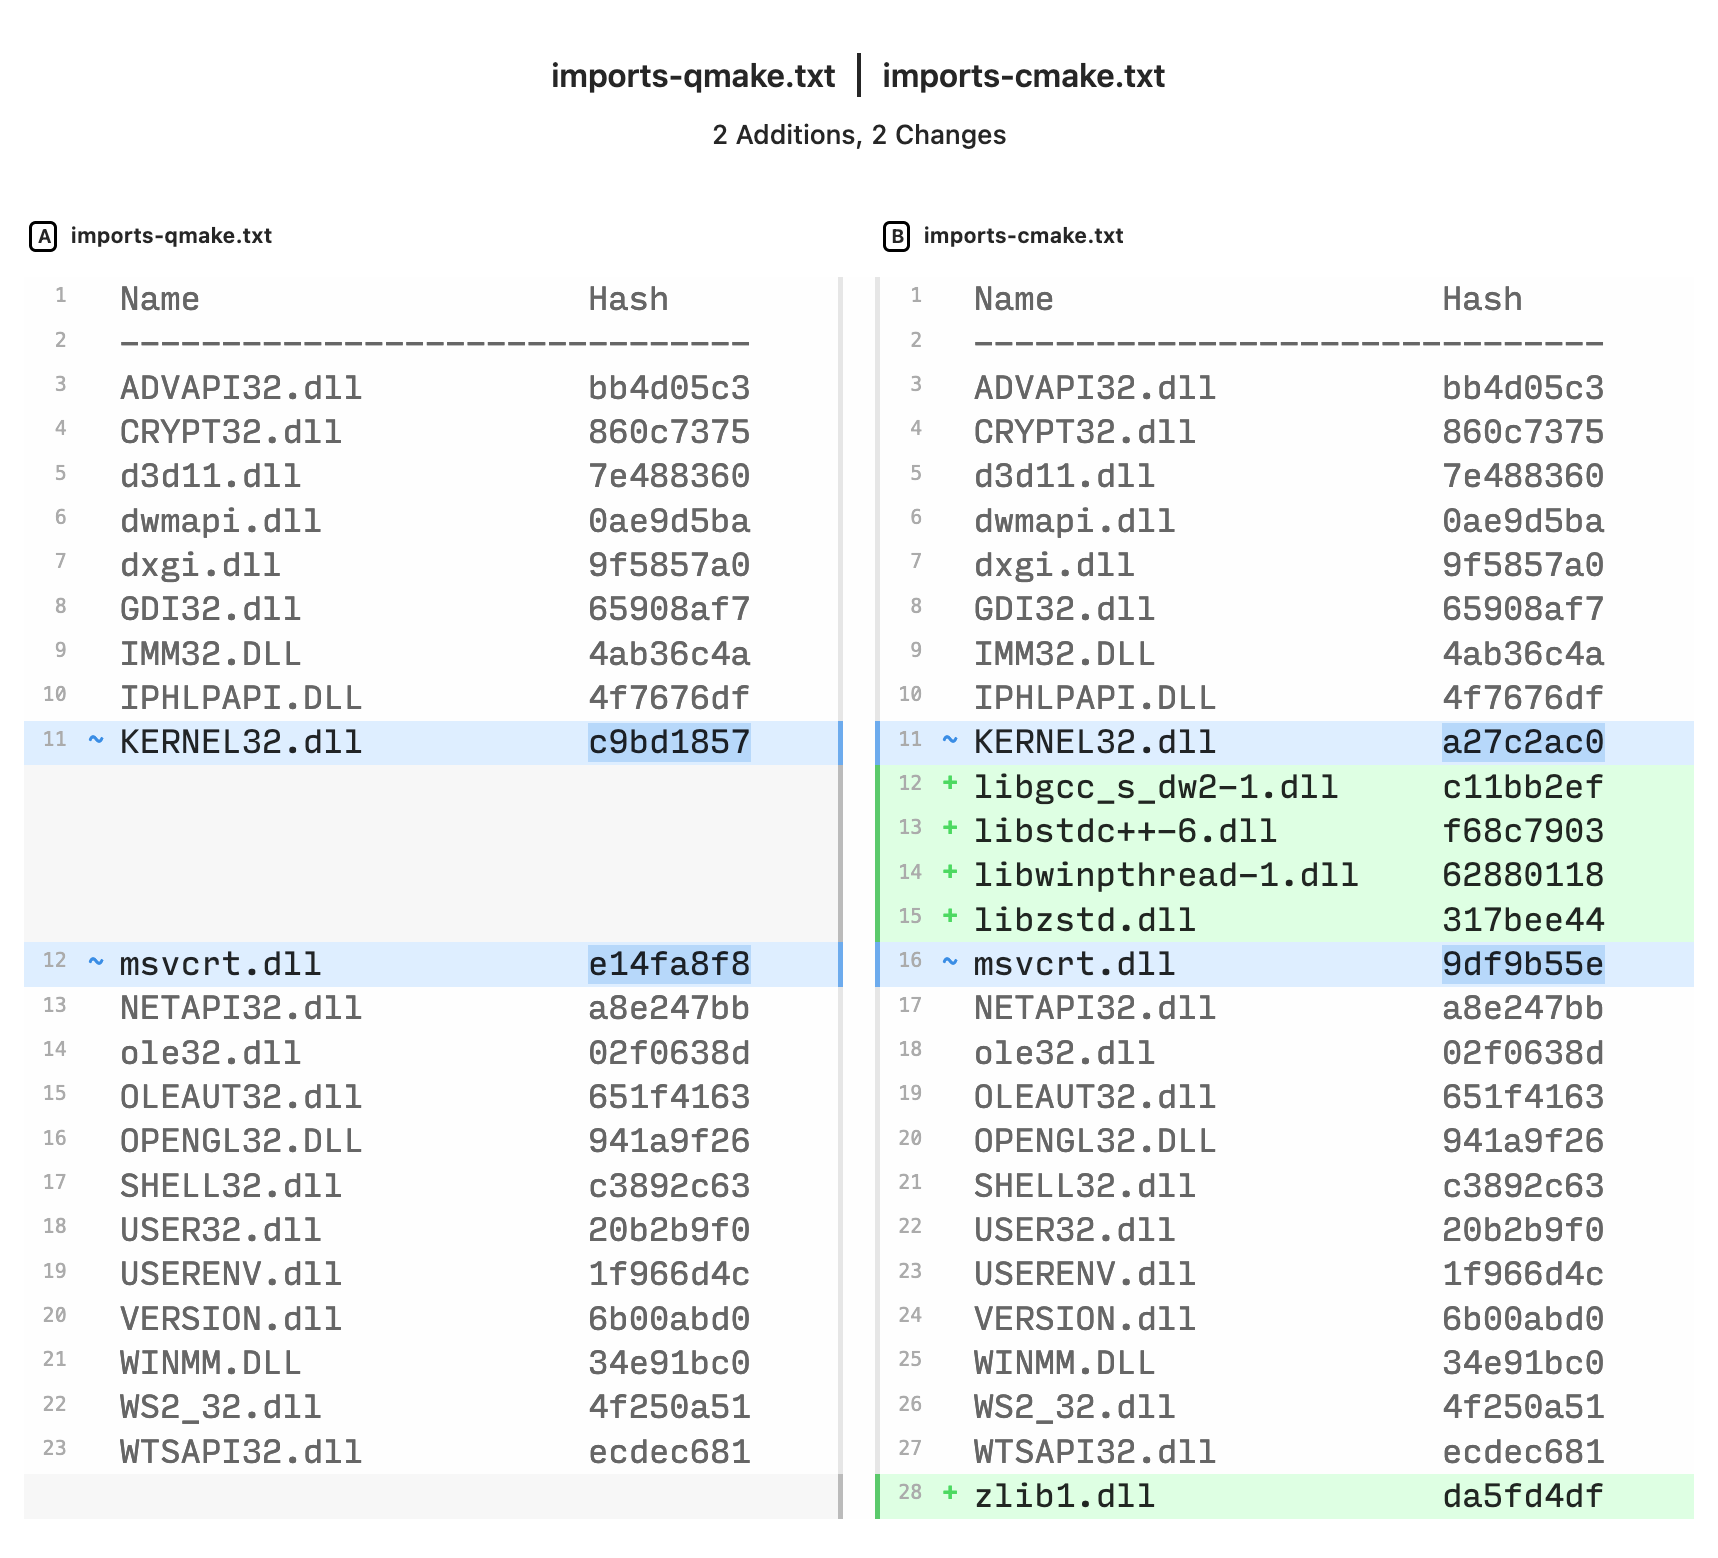 imports-qmake.txt | imports-cmake.txt
2 Additions, 2 Changes
A imports-qmake.txt
1 Name Hash
2 -------------------------------
3 ADVAPI32.dll bb4d05c3
4 CRYPT32.dll 860c7375
5 d3d11.dll 7e488360
6 dwmapi.dll 0ae9d5ba
7 dxgi.dll 9f5857a0
8 GDI32.dll 65908af7
9 IMM32.DLL 4ab36c4a
10 IPHLPAPI.DLL 4f7676df
11 ~ KERNEL32.dll c9bd1857
12 ~ msvcrt.dll e14fa8f8
13 NETAPI32.dll a8e247bb
14 ole32.dll 02f0638d
15 OLEAUT32.dll 651f4163
16 OPENGL32.DLL 941a9f26
17 SHELL32.dll c3892c63
18 USER32.dll 20b2b9f0
19 USERENV.dll 1f966d4c
20 VERSION.dll 6b00abd0
21 WINMM.DLL 34e91bc0
22 WS2_32.dll 4f250a51
23 WTSAPI32.dll ecdec681
B imports-cmake.txt
1 Name Hash
2 -------------------------------
3 ADVAPI32.dll bb4d05c3
4 CRYPT32.dll 860c7375
5 d3d11.dll 7e488360
6 dwmapi.dll 0ae9d5ba
7 dxgi.dll 9f5857a0
8 GDI32.dll 65908af7
9 IMM32.DLL 4ab36c4a
10 IPHLPAPI.DLL 4f7676df
11 ~ KERNEL32.dll a27c2ac0
12 + libgcc_s_dw2-1.dll c11bb2ef
13 + libstdc++-6.dll f68c7903
14 + libwinpthread-1.dll 62880118
15 + libzstd.dll 317bee44
16 ~ msvcrt.dll 9df9b55e
17 NETAPI32.dll a8e247bb
18 ole32.dll 02f0638d
19 OLEAUT32.dll 651f4163
20 OPENGL32.DLL 941a9f26
21 SHELL32.dll c3892c63
22 USER32.dll 20b2b9f0
23 USERENV.dll 1f966d4c
24 VERSION.dll 6b00abd0
25 WINMM.DLL 34e91bc0
26 WS2_32.dll 4f250a51
27 WTSAPI32.dll ecdec681
28 + zlib1.dll da5fd4df